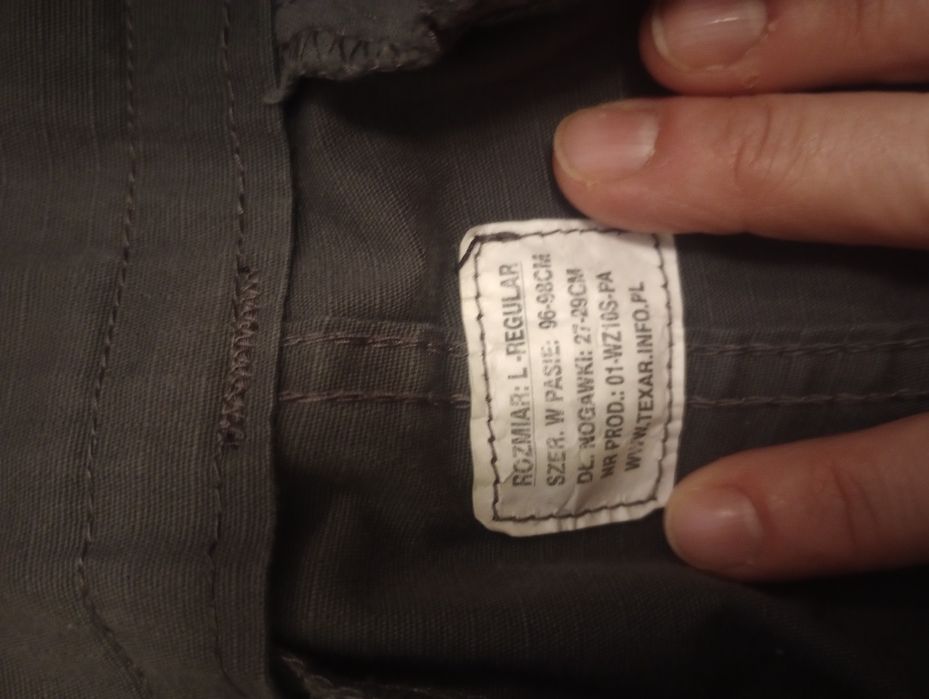 ROZMIAR: L -REGULAR
SZER. W PASIE: 96-98CM
DŁ. NOGAWKI: 27-29CM
NR PROD.: 01-WZ10S-PA
WWW.TEXAR.INFO.PL